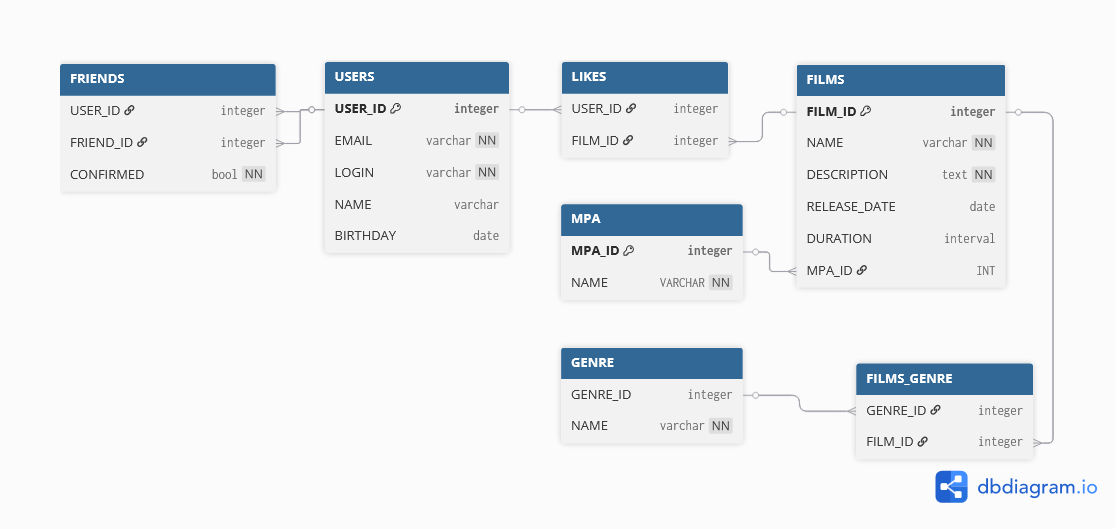 FRIENDS
USER_ID integer
FRIEND_ID integer
CONFIRMED bool NN
USERS
USER_ID integer
EMAIL varchar NN
LOGIN varchar NN
NAME varchar
BIRTHDAY date
LIKES
USER_ID integer
FILM_ID integer
FILMS
FILM_ID integer
NAME varchar NN
DESCRIPTION text NN
RELEASE_DATE date
DURATION interval
MPA_ID INT
MPA
MPA_ID integer
NAME VARCHAR NN
GENRE
GENRE_ID integer
NAME varchar NN
FILMS_GENRE
GENRE_ID integer
FILM_ID integer
dbdiagram.io